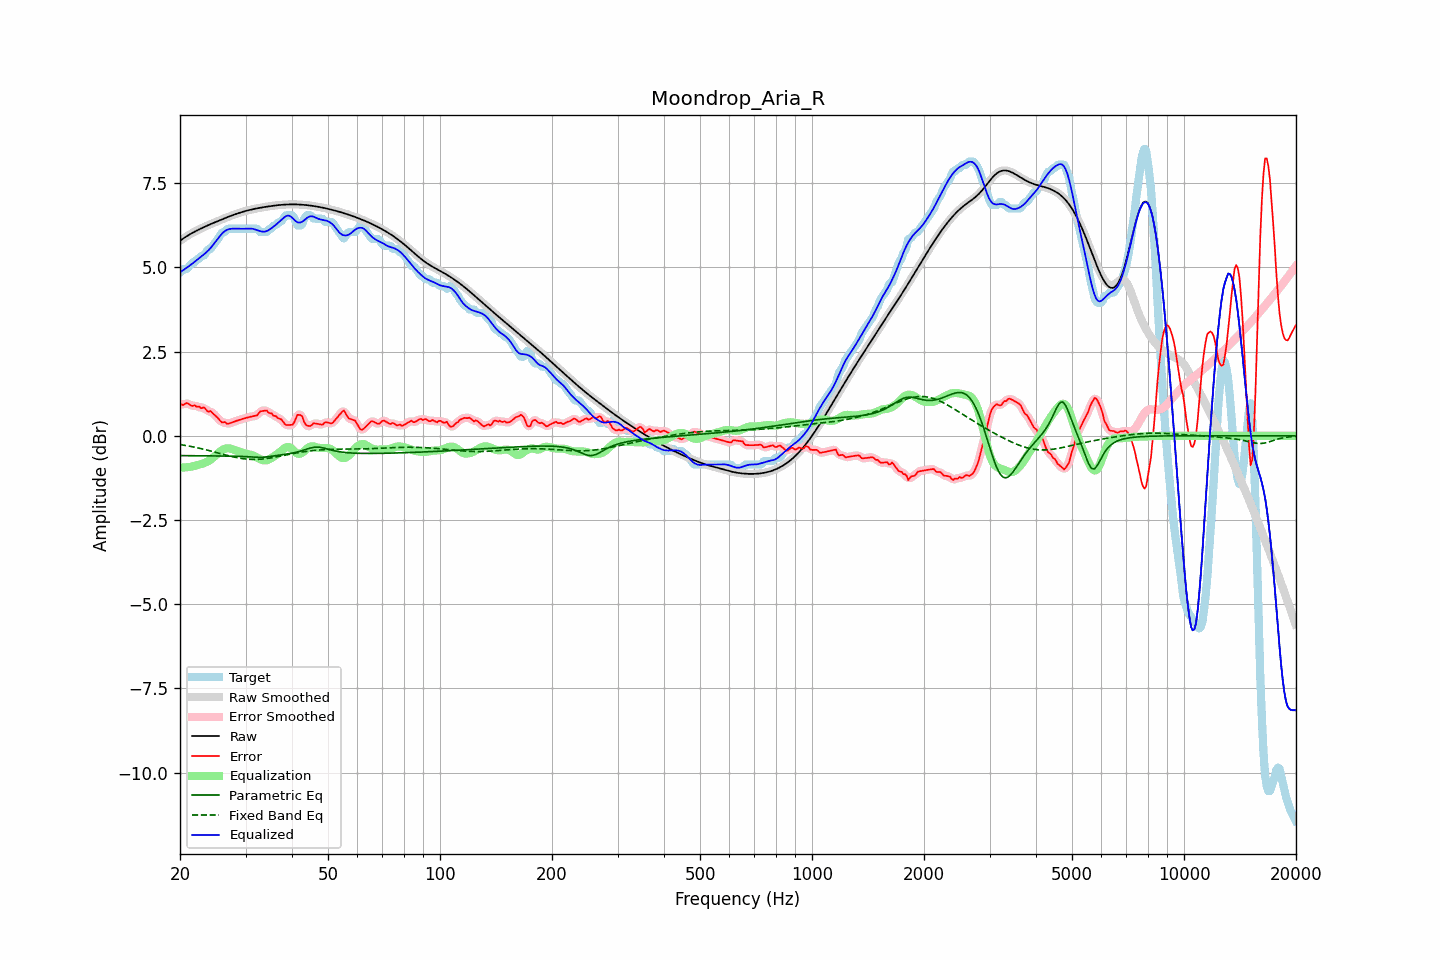 Moondrop_Aria_R
Amplitude (dBr)
7.5
5.0
2.5
0.0
−2.5
−5.0
−7.5
−10.0
Target
Raw Smoothed
Error Smoothed
Raw
Error
Equalization
Parametric Eq
Fixed Band Eq
Equalized
20 50 100 200 500 1000 2000 5000 10000 20000
Frequency (Hz)